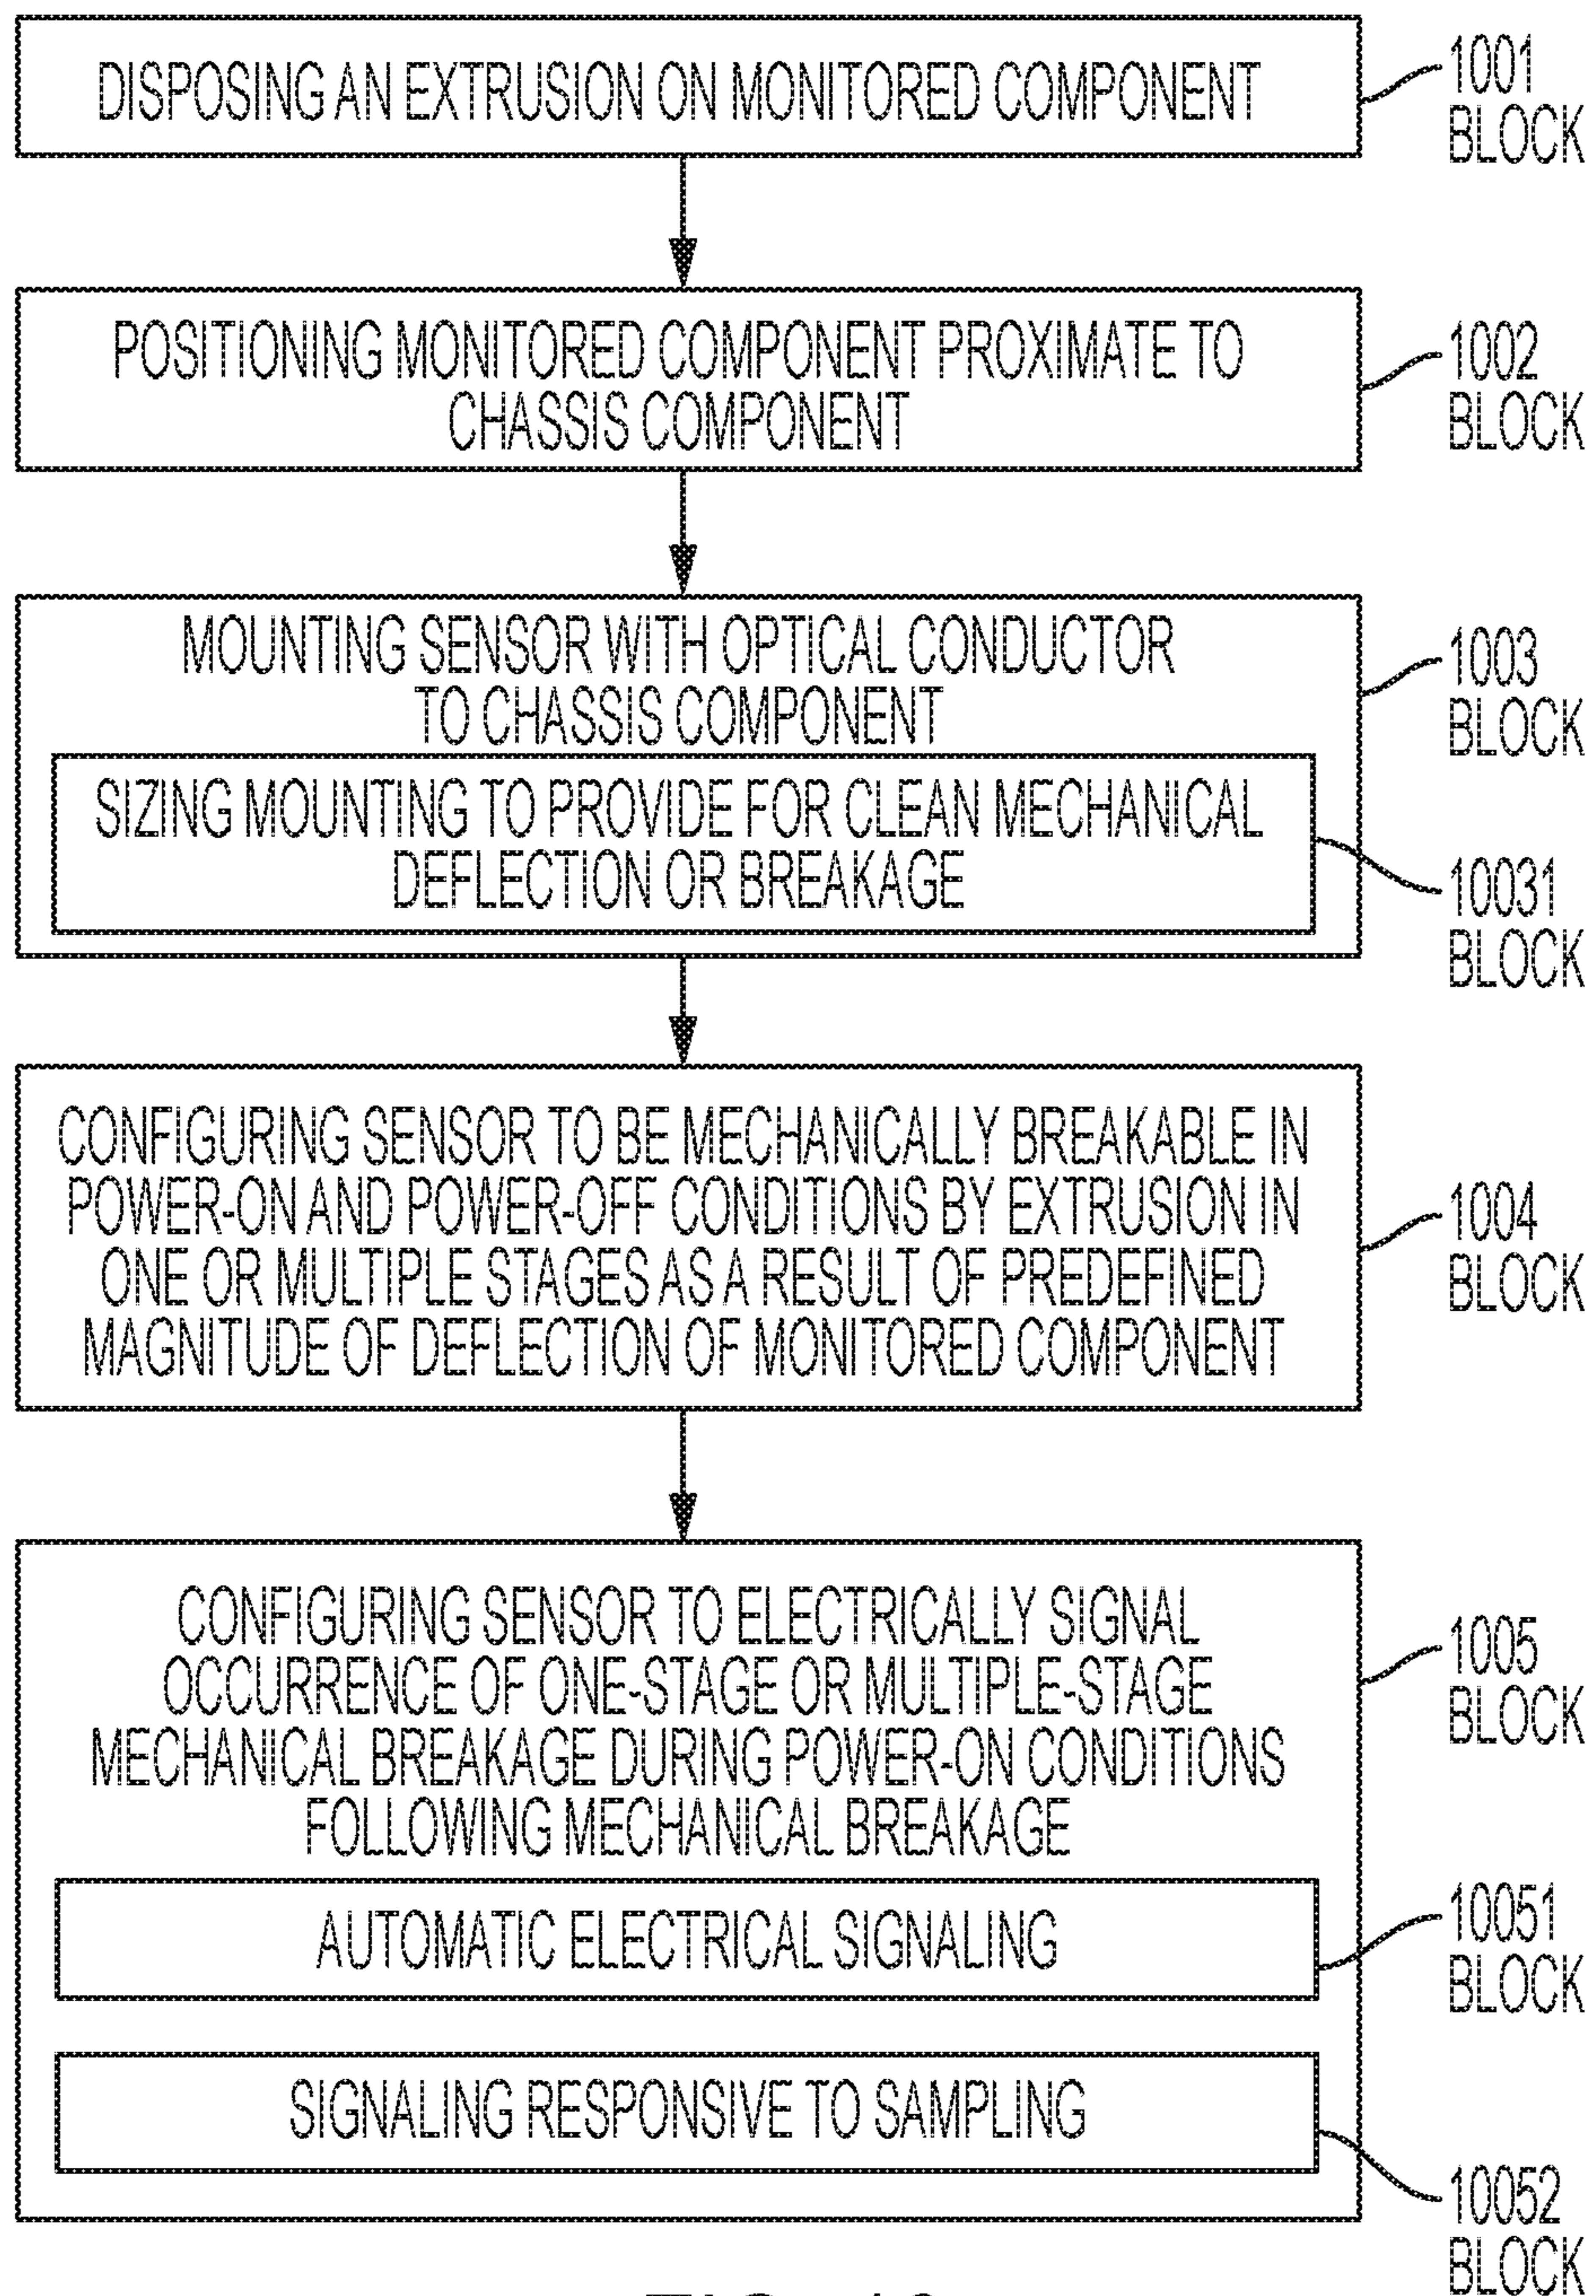 DISPOSING AN EXTRUSION ON MONITORED COMPONENT
1001
BLOCK
POSITIONING MONITORED COMPONENT PROXIMATE TO
CHASSIS COMPONENT
1002
BLOCK
MOUNTING SENSOR WITH OPTICAL CONDUCTOR
TO CHASSIS COMPONENT
1003
BLOCK
SIZING MOUNTING TO PROVIDE FOR CLEAN MECHANICAL
DEFLECTION OR BREAKAGE
10031
BLOCK
CONFIGURING SENSOR TO BE MECHANICALLY BREAKABLE IN
POWER-ON AND POWER-OFF CONDITIONS BY EXTRUSION IN
ONE OR MULTIPLE STAGES AS A RESULT OF PREDEFINED
MAGNITUDE OF DEFLECTION OF MONITORED COMPONENT
1004
BLOCK
CONFIGURING SENSOR TO ELECTRICALLY SIGNAL
OCCURRENCE OF ONE-STAGE OR MULTIPLE-STAGE
MECHANICAL BREAKAGE DURING POWER-ON CONDITIONS
FOLLOWING MECHANICAL BREAKAGE
1005
BLOCK
AUTOMATIC ELECTRICAL SIGNALING
10051
BLOCK
SIGNALING RESPONSIVE TO SAMPLING
10052
BLOCK